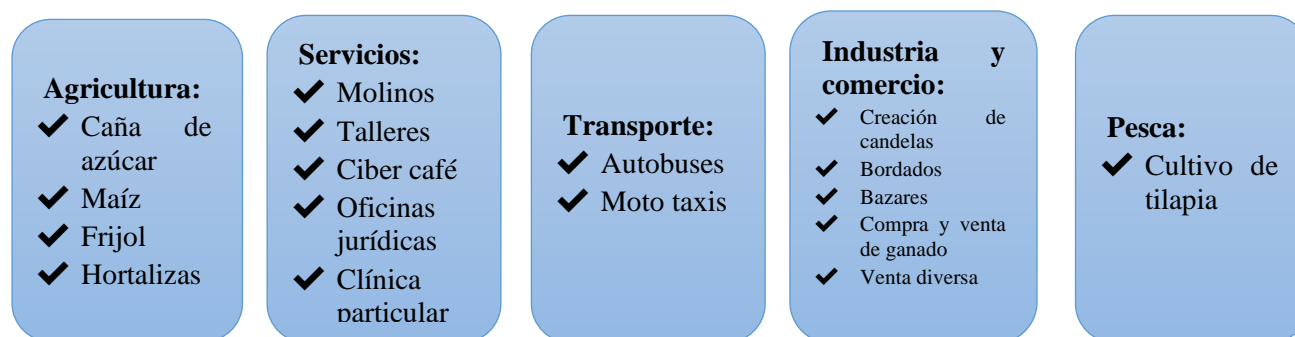 Agricultura:
Caña de
azúcar
Maíz
Frijol
Hortalizas
Servicios:
Molinos
Talleres
Ciber café
Oficinas
jurídicas
Clínica
particular
Transporte:
Autobuses
Moto taxis
Industria y
comercio:
Creación de
candelas
Bordados
Bazares
Compra y venta
de ganado
Venta diversa
Pesca:
Cultivo de
tilapia